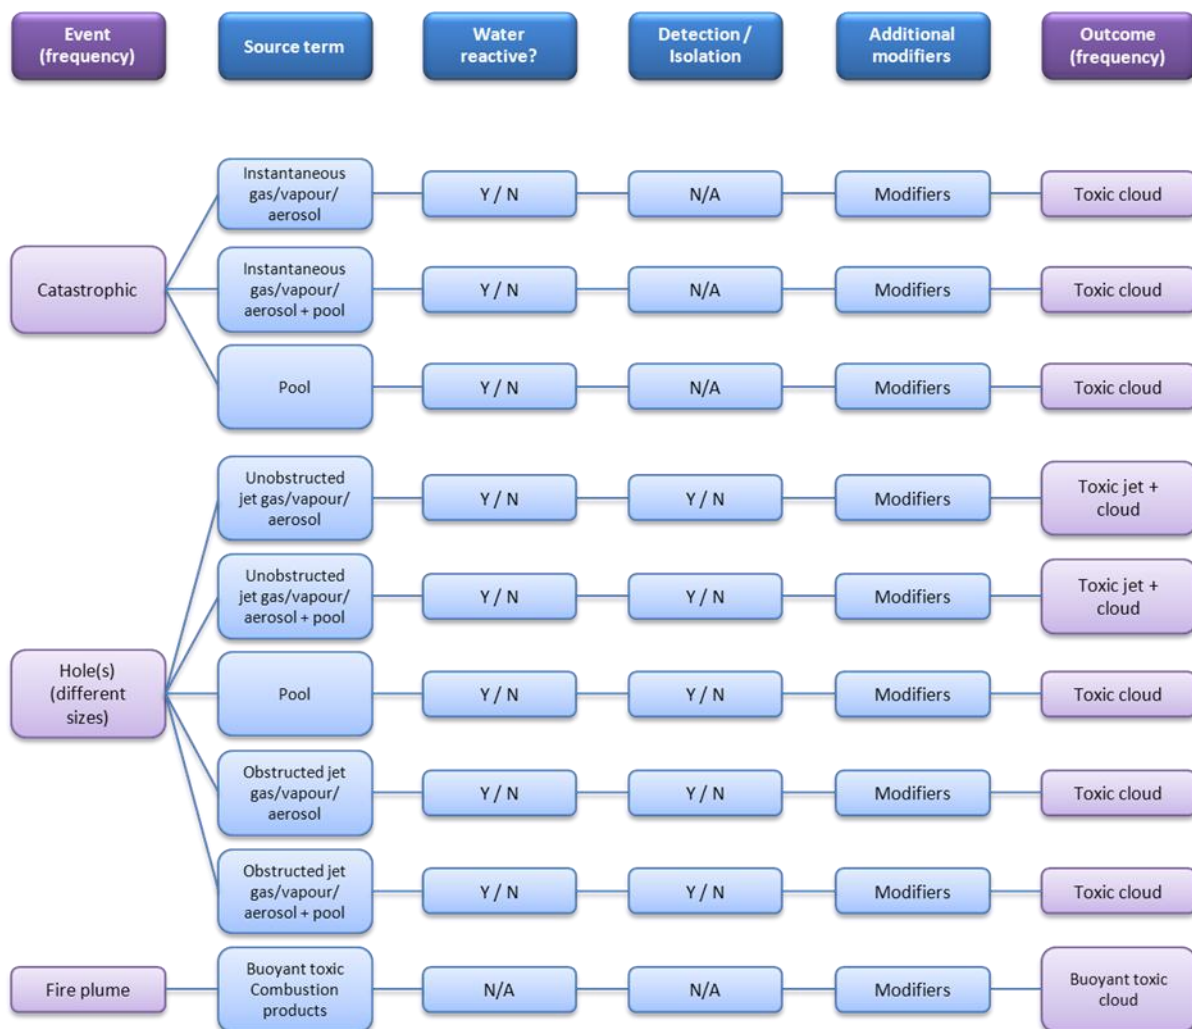 Event
(frequency)
Source term
Water
reactive?
Detection /
Isolation
Additional
modifiers
Outcome
(frequency)
Catastrophic
Instantaneous
gas/vapour/
aerosol
Y / N
N/A
Modifiers
Toxic cloud
Instantaneous
gas/vapour/
aerosol + pool
Y / N
N/A
Modifiers
Toxic cloud
Pool
Y / N
N/A
Modifiers
Toxic cloud
Hole(s)
(different
sizes)
Unobstructed
jet gas/vapour/
aerosol
Y / N
Y / N
Modifiers
Toxic jet +
cloud
Unobstructed
jet gas/vapour/
aerosol + pool
Y / N
Y / N
Modifiers
Toxic jet +
cloud
Pool
Y / N
Y / N
Modifiers
Toxic cloud
Obstructed jet
gas/vapour/
aerosol
Y / N
Y / N
Modifiers
Toxic cloud
Obstructed jet
gas/vapour/
aerosol + pool
Y / N
Y / N
Modifiers
Toxic cloud
Fire plume
Buoyant toxic
Combustion
products
N/A
N/A
Modifiers
Buoyant toxic
cloud